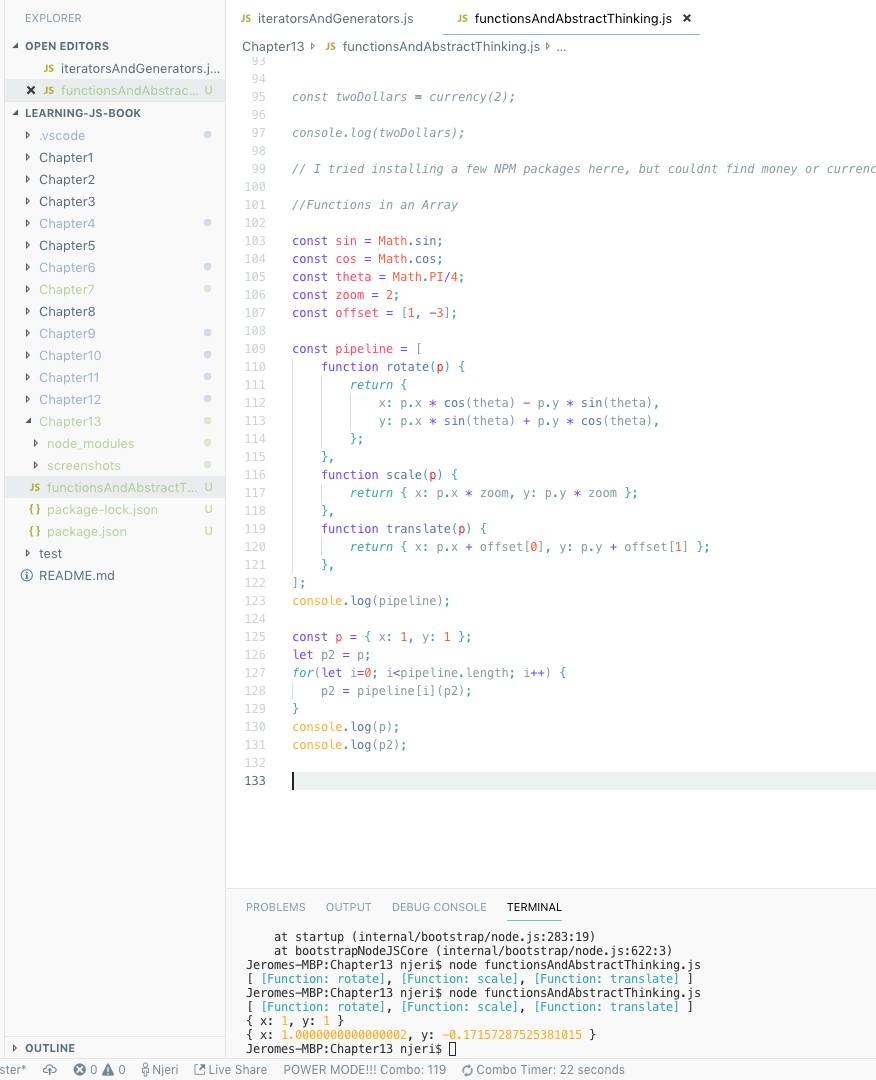 EXPLORER
OPEN EDITORS
JS iteratorsAndGenerators.j...
JS functionsAndAbstrac... U
LEARNING-JS-BOOK
.vscode
Chapter1
Chapter2
Chapter3
Chapter4
Chapter5
Chapter6
Chapter7
Chapter8
Chapter9
Chapter10
Chapter11
Chapter12
Chapter13
node_modules
screenshots
JS functionsAndAbstractT... U
{ } package-lock.json U
{ } package.json U
test
README.md
OUTLINE
JS iteratorsAndGenerators.js
JS functionsAndAbstractThinking.js
Chapter13 JS functionsAndAbstractThinking.js ...
93
94
95 const twoDollars = currency(2);
96
97 console.log(twoDollars);
98
99 // I tried installing a few NPM packages herre, but couldnt find money or currenc
100
101 //Functions in an Array
102
103 const sin = Math.sin;
104 const cos = Math.cos;
105 const theta = Math.PI/4;
106 const zoom = 2;
107 const offset = [1, -3];
108
109 const pipeline = [
110 function rotate(p) {
111 return {
112 x: p.x * cos(theta) - p.y * sin(theta),
113 y: p.x * sin(theta) + p.y * cos(theta),
114 };
115 },
116 function scale(p) {
117 return { x: p.x * zoom, y: p.y * zoom };
118 },
119 function translate(p) {
120 return { x: p.x + offset[0], y: p.y + offset[1] };
121 },
122 ];
123 console.log(pipeline);
124
125 const p = { x: 1, y: 1 };
126 let p2 = p;
127 for(let i=0; i<pipeline.length; i++) {
128 p2 = pipeline[i](p2);
129 }
130 console.log(p);
131 console.log(p2);
132
133
PROBLEMS OUTPUT DEBUG CONSOLE TERMINAL
at startup (internal/bootstrap/node.js:283:19)
at bootstrapNodeJSCore (internal/bootstrap/node.js:622:3)
Jeromes-MBP:Chapter13 njeri$ node functionsAndAbstractThinking.js
[ [Function: rotate], [Function: scale], [Function: translate] ]
Jeromes-MBP:Chapter13 njeri$ node functionsAndAbstractThinking.js
[ [Function: rotate], [Function: scale], [Function: translate] ]
{ x: 1, y: 1 }
{ x: 1.0000000000000002, y: -0.17157287525381015 }
Jeromes-MBP:Chapter13 njeri$
ster* 0 0 Njeri Live Share POWER MODE!!! Combo: 119 Combo Timer: 22 seconds